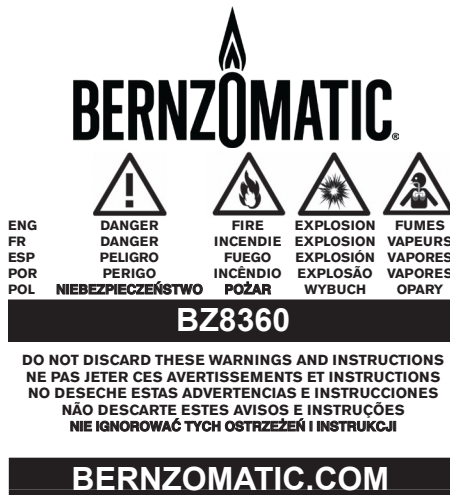 BERNZOMATIC®
ENG DANGER FIRE EXPLOSION FUMES
FR DANGER INCENDIE EXPLOSION VAPEURS
ESP PELIGRO FUEGO EXPLOSIÓN VAPORES
POR PERIGO INCÊNDIO EXPLOSÃO VAPORES
POL NIEBEZPIECZEŃSTWO POŻAR WYBUCH OPARY
BZ8360
DO NOT DISCARD THESE WARNINGS AND INSTRUCTIONS
NE PAS JETER CES AVERTISSEMENTS ET INSTRUCTIONS
NO DESECHE ESTAS ADVERTENCIAS E INSTRUCCIONES
NÃO DESCARTE ESTES AVISOS E INSTRUÇÕES
NIE IGNOROWAĆ TYCH OSTRZEŻEŃ I INSTRUKCJI
BERNZOMATIC.COM